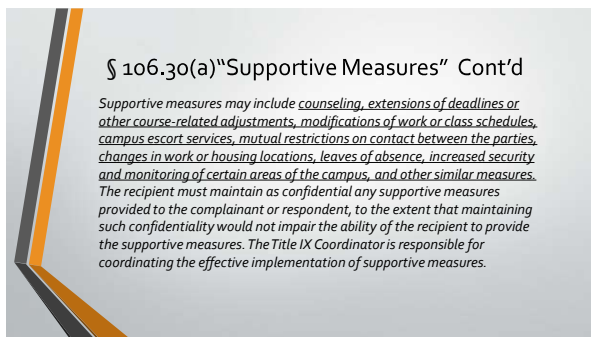 § 106.30(a)“Supportive Measures” Cont’d
Supportive measures may include counseling, extensions of deadlines or
other course-related adjustments, modifications of work or class schedules,
campus escort services, mutual restrictions on contact between the parties,
changes in work or housing locations, leaves of absence, increased security
and monitoring of certain areas of the campus, and other similar measures.
The recipient must maintain as confidential any supportive measures
provided to the complainant or respondent, to the extent that maintaining
such confidentiality would not impair the ability of the recipient to provide
the supportive measures. The Title IX Coordinator is responsible for
coordinating the effective implementation of supportive measures.